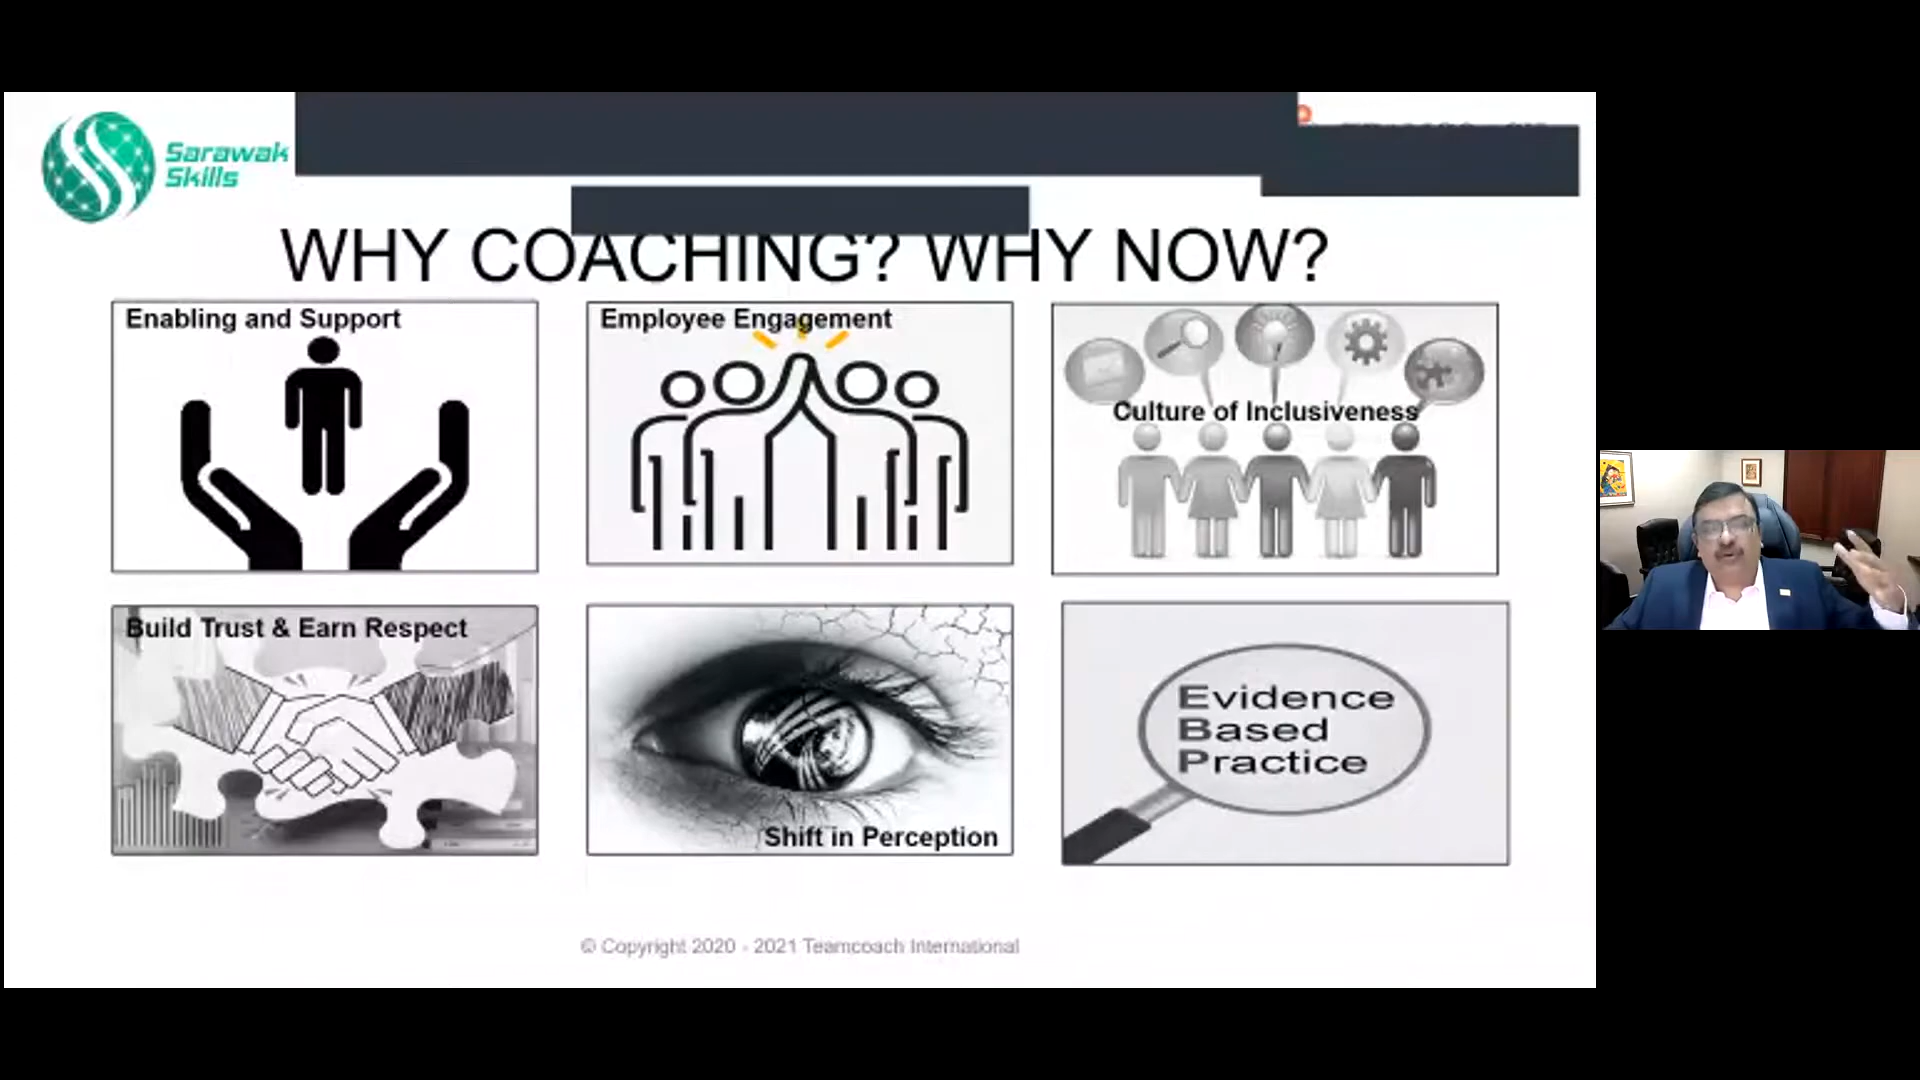 Sarawak
Skills
WHY COACHING? WHY NOW?
Enabling and Support
Employee Engagement
Culture of Inclusiveness
Build Trust & Earn Respect
Shift in Perception
Evidence
Based
Practice
© Copyright 2020 - 2021 Teamcoach International